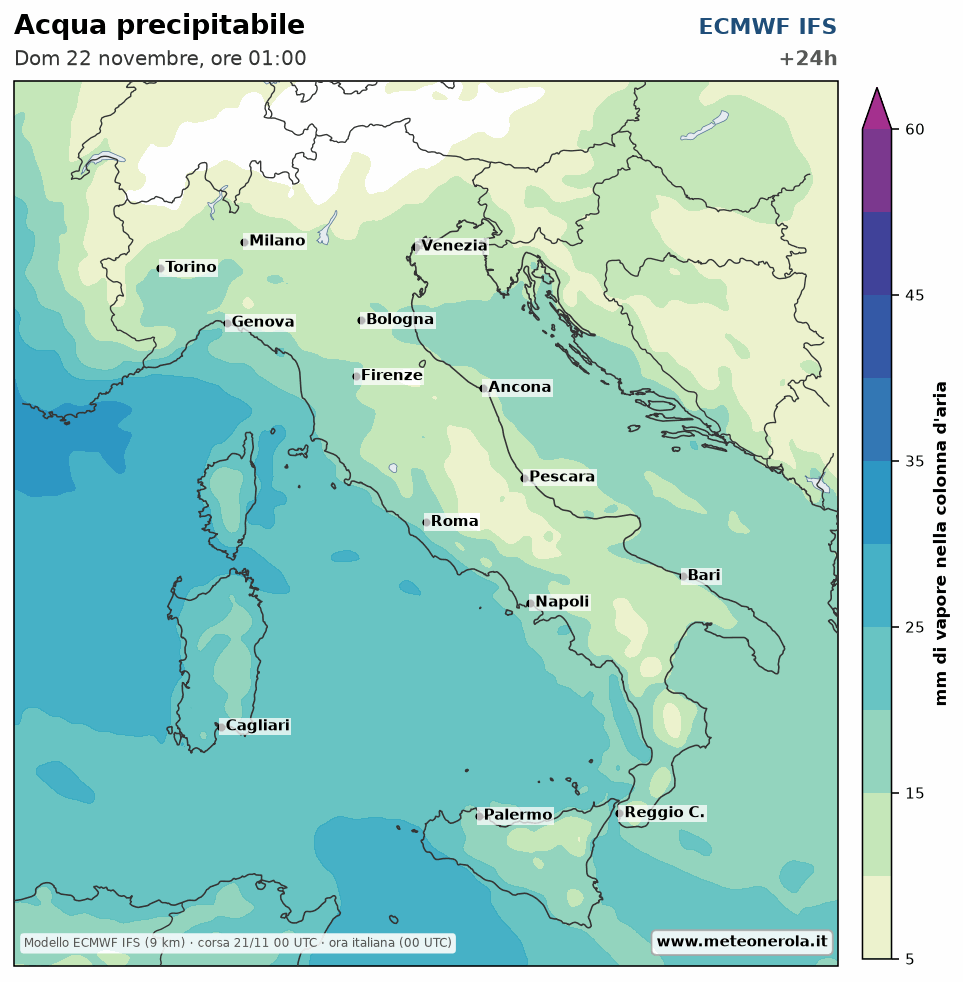 Acqua precipitabile
ECMWF IFS
Dom 22 novembre, ore 01:00
+24h
60
Milano
Venezia
Torino
45
Genova
Bologna
Firenze
Ancona
35
Pescara
Roma
Bari
Napoli
25
Cagliari
15
Palermo
Reggio C.
5
mm di vapore nella colonna d'aria
Modello ECMWF IFS (9 km) · corsa 21/11 00 UTC · ora italiana (00 UTC)
www.meteonerola.it